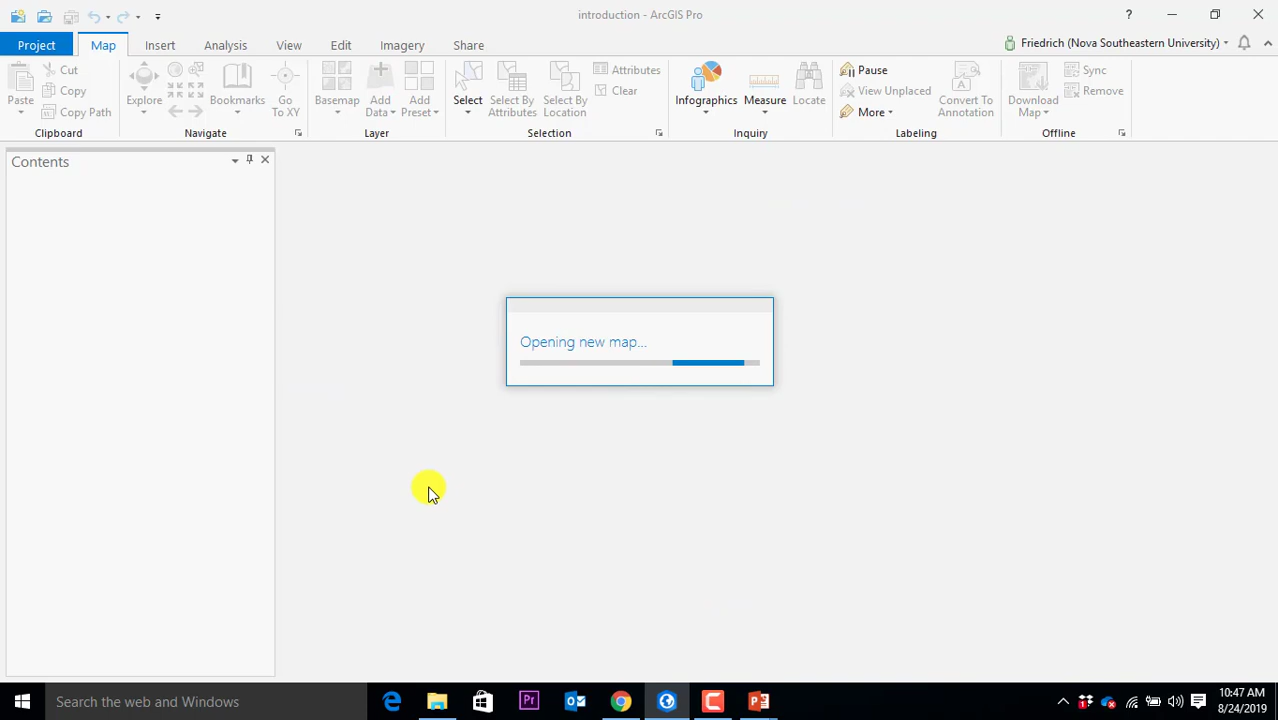 introduction - ArcGIS Pro
?
Project Map Insert Analysis View Edit Imagery Share Friedrich (Nova Southeastern University)
Paste
Cut
Copy
Copy Path
Clipboard
Explore
Bookmarks
Go To XY
Navigate
Basemap
Add Data
Add Preset
Layer
Select
Select By Attributes
Select By Location
Attributes
Clear
Selection
Infographics
Measure
Locate
Inquiry
Pause
View Unplaced
More
Convert To Annotation
Labeling
Download Map
Sync
Remove
Offline
Contents
Opening new map...
Search the web and Windows
Pr
10:47 AM
8/24/2019